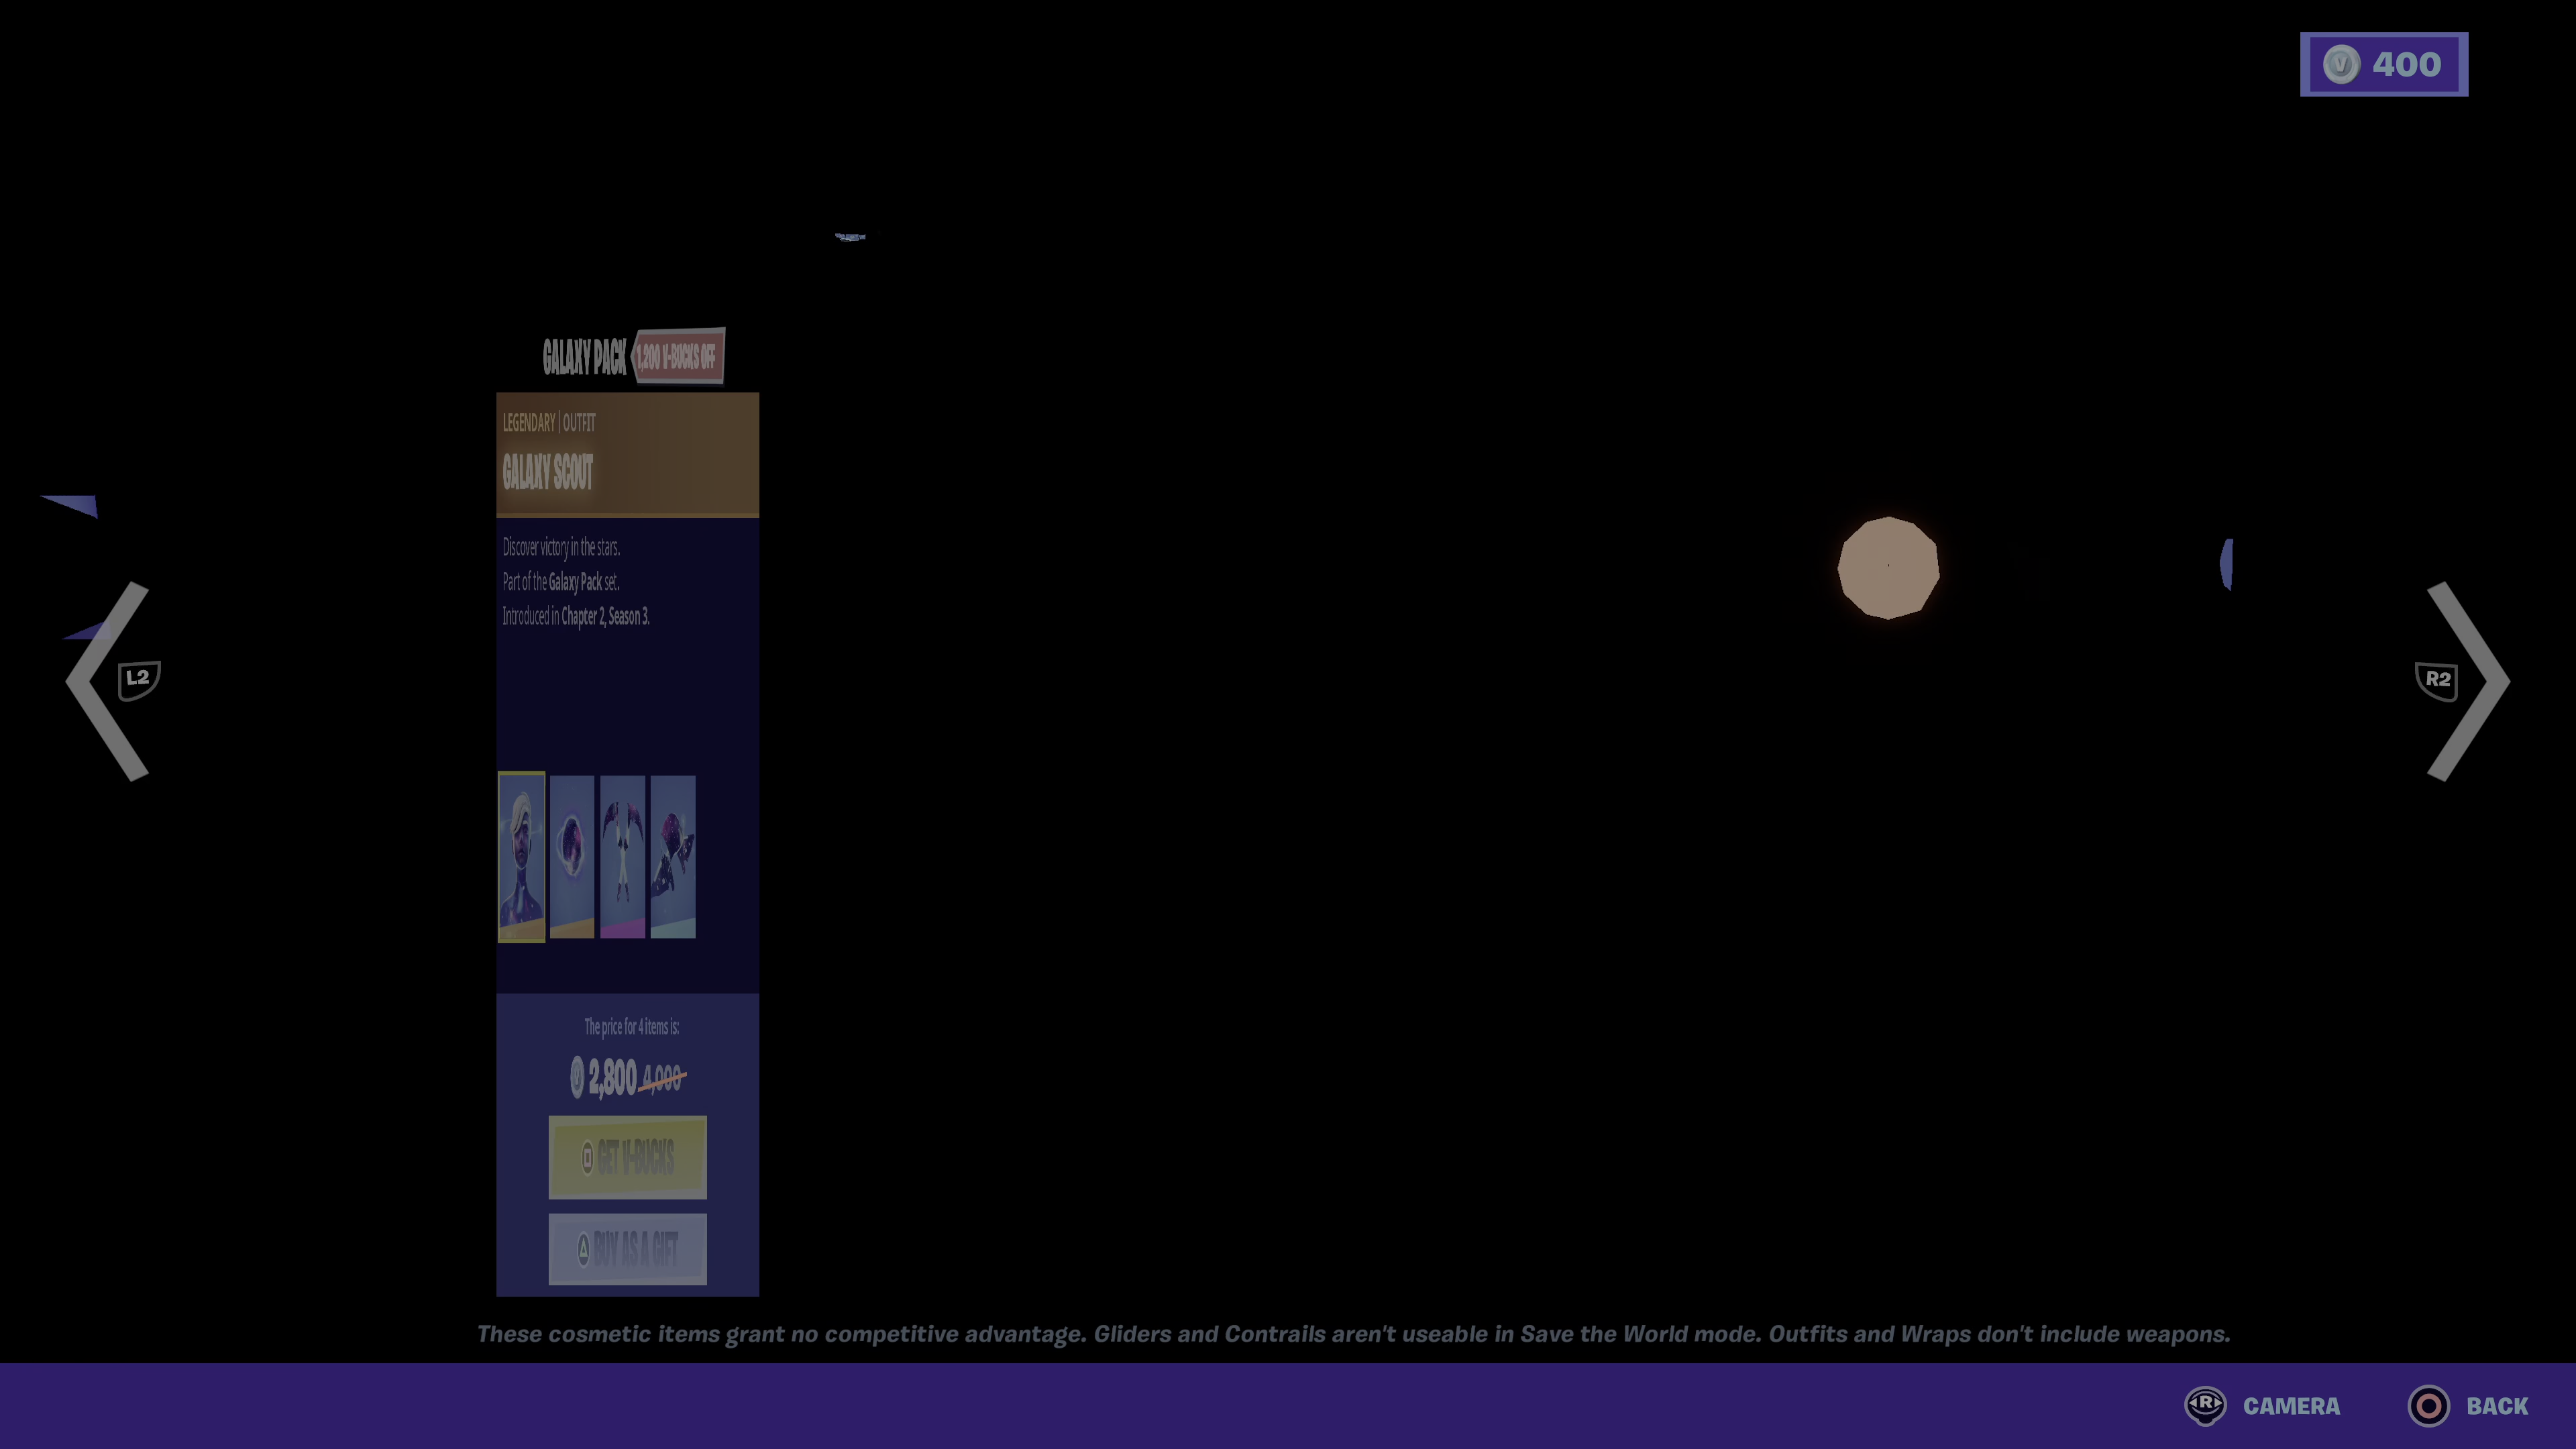 400
GALAXY PACK
1,200 V-BUCKS OFF
LEGENDARY | OUTFIT
GALAXY SCOUT
Discover victory in the stars.
Part of the Galaxy Pack set.
Introduced in Chapter 2, Season 3.
L2
R2
The price for 4 items is:
2,800 4,000
GET V-BUCKS
BUY AS A GIFT
These cosmetic items grant no competitive advantage. Gliders and Contrails aren't useable in Save the World mode. Outfits and Wraps don't include weapons.
R CAMERA BACK